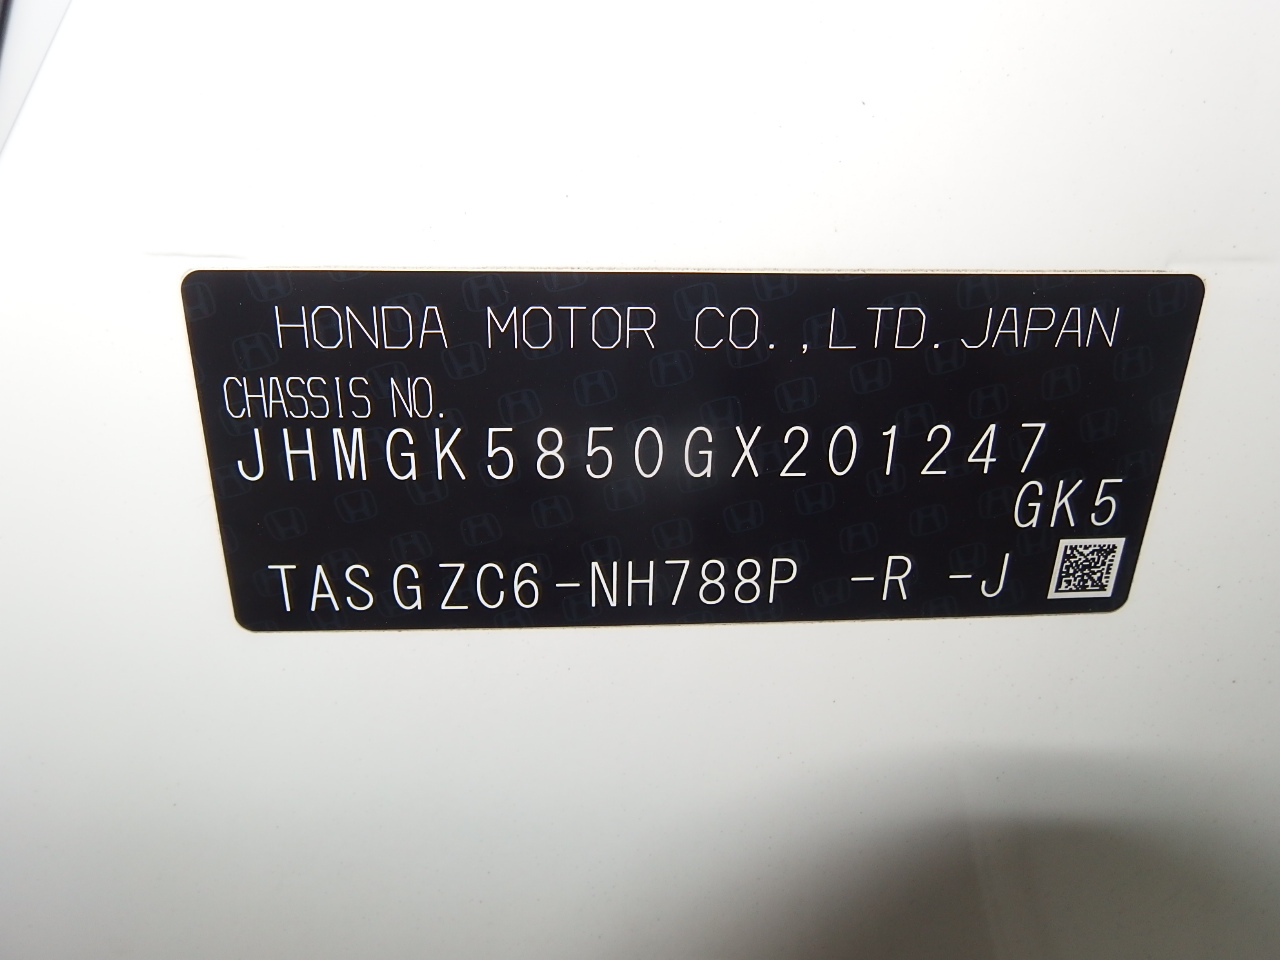 HONDA MOTOR CO.,LTD.JAPAN
CHASSIS NO.
JHMGK5850GX201247
GK5
TASGZC6-NH788P -R -J